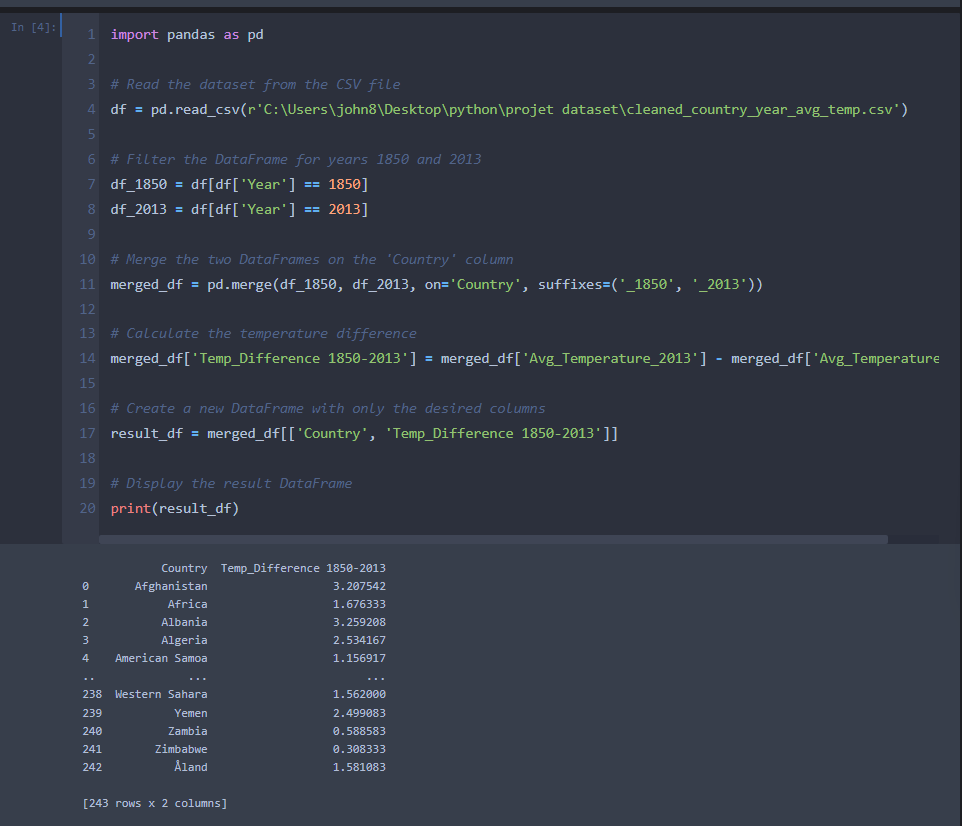 In [4]:
1 import pandas as pd
2
3 # Read the dataset from the CSV file
4 df = pd.read_csv(r'C:\Users\john8\Desktop\python\projet dataset\cleaned_country_year_avg_temp.csv')
5
6 # Filter the DataFrame for years 1850 and 2013
7 df_1850 = df[df['Year'] == 1850]
8 df_2013 = df[df['Year'] == 2013]
9
10 # Merge the two DataFrames on the 'Country' column
11 merged_df = pd.merge(df_1850, df_2013, on='Country', suffixes=('_1850', '_2013'))
12
13 # Calculate the temperature difference
14 merged_df['Temp_Difference 1850-2013'] = merged_df['Avg_Temperature_2013'] - merged_df['Avg_Temperature
15
16 # Create a new DataFrame with only the desired columns
17 result_df = merged_df[['Country', 'Temp_Difference 1850-2013']]
18
19 # Display the result DataFrame
20 print(result_df)
Country Temp_Difference 1850-2013
0 Afghanistan 3.207542
1 Africa 1.676333
2 Albania 3.259208
3 Algeria 2.534167
4 American Samoa 1.156917
.. ... ...
238 Western Sahara 1.562000
239 Yemen 2.499083
240 Zambia 0.588583
241 Zimbabwe 0.308333
242 Åland 1.581083
[243 rows x 2 columns]